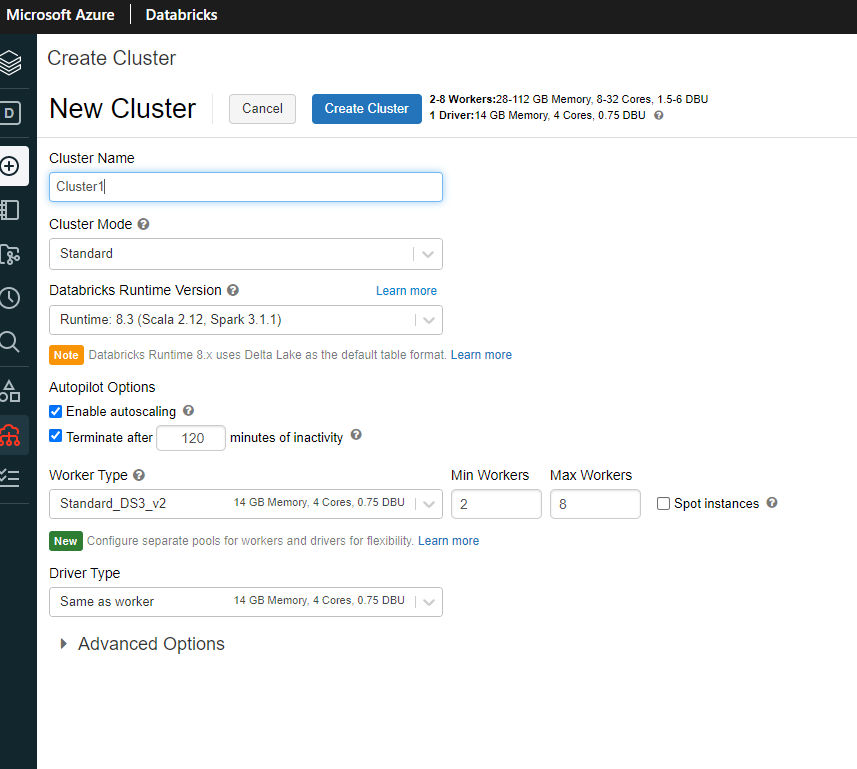 Microsoft Azure Databricks
Create Cluster
New Cluster Cancel Create Cluster
2-8 Workers:28-112 GB Memory, 8-32 Cores, 1.5-6 DBU
1 Driver:14 GB Memory, 4 Cores, 0.75 DBU ?
D
Cluster Name
Cluster1
Cluster Mode ?
Standard
Databricks Runtime Version ? Learn more
Runtime: 8.3 (Scala 2.12, Spark 3.1.1)
Note Databricks Runtime 8.x uses Delta Lake as the default table format. Learn more
Autopilot Options
Enable autoscaling ?
Terminate after 120 minutes of inactivity ?
Worker Type ? Min Workers Max Workers
Standard_DS3_v2 14 GB Memory, 4 Cores, 0.75 DBU 2 8 Spot instances ?
New Configure separate pools for workers and drivers for flexibility. Learn more
Driver Type
Same as worker 14 GB Memory, 4 Cores, 0.75 DBU
Advanced Options